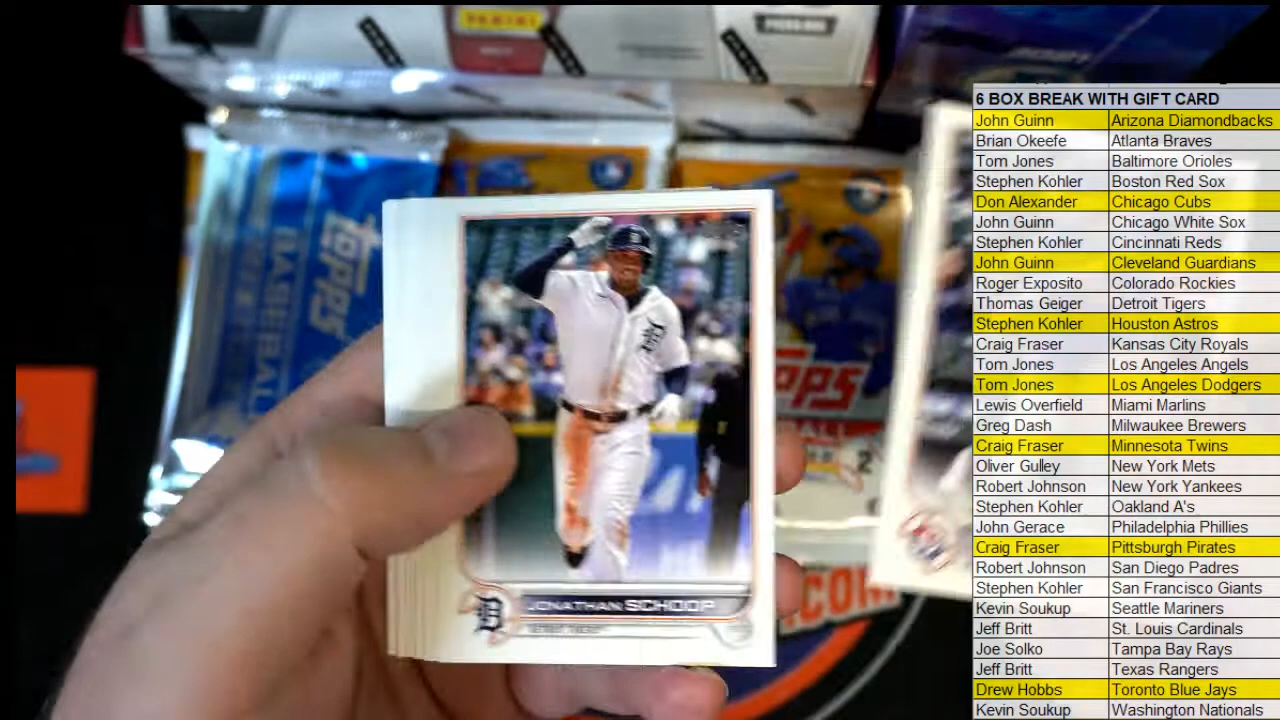 PANINI
topps
BASEBALL
TOPPS
JONATHAN SCHOOP
.COM
6 BOX BREAK WITH GIFT CARD
John Guinn Arizona Diamondbacks
Brian Okeefe Atlanta Braves
Tom Jones Baltimore Orioles
Stephen Kohler Boston Red Sox
Don Alexander Chicago Cubs
John Guinn Chicago White Sox
Stephen Kohler Cincinnati Reds
John Guinn Cleveland Guardians
Roger Exposito Colorado Rockies
Thomas Geiger Detroit Tigers
Stephen Kohler Houston Astros
Craig Fraser Kansas City Royals
Tom Jones Los Angeles Angels
Tom Jones Los Angeles Dodgers
Lewis Overfield Miami Marlins
Greg Dash Milwaukee Brewers
Craig Fraser Minnesota Twins
Oliver Gulley New York Mets
Robert Johnson New York Yankees
Stephen Kohler Oakland A's
John Gerace Philadelphia Phillies
Craig Fraser Pittsburgh Pirates
Robert Johnson San Diego Padres
Stephen Kohler San Francisco Giants
Kevin Soukup Seattle Mariners
Jeff Britt St. Louis Cardinals
Joe Solko Tampa Bay Rays
Jeff Britt Texas Rangers
Drew Hobbs Toronto Blue Jays
Kevin Soukup Washington Nationals